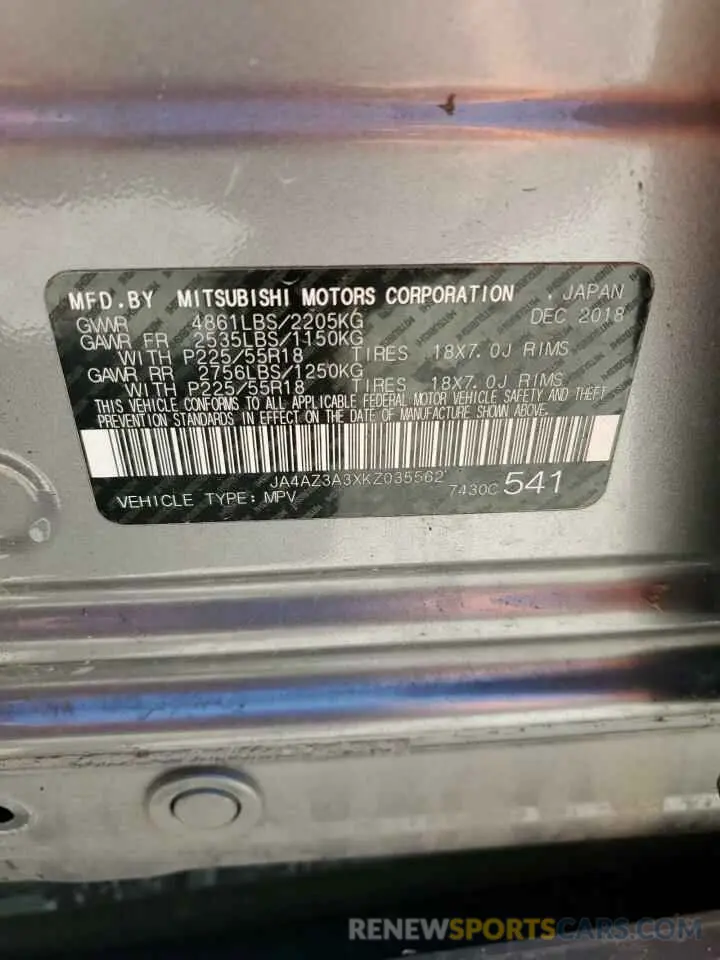 MFD.BY MITSUBISHI MOTORS CORPORATION , JAPAN
GVWR 4861LBS/2205KG DEC 2018
GAWR FR 2535LBS/1150KG
WITH P225/55R18 TIRES 18X7.0J RIMS
GAWR RR 2756LBS/1250KG
WITH P225/55R18 TIRES 18X7.0J RIMS
THIS VEHICLE CONFORMS TO ALL APPLICABLE FEDERAL MOTOR VEHICLE SAFETY AND THEFT
PREVENTION STANDARDS IN EFFECT ON THE DATE OF MANUFACTURE SHOWN ABOVE.
JA4AZ3A3XKZ035562
VEHICLE TYPE: MPV 7430C 541
RENEWSPORTSCARS.COM